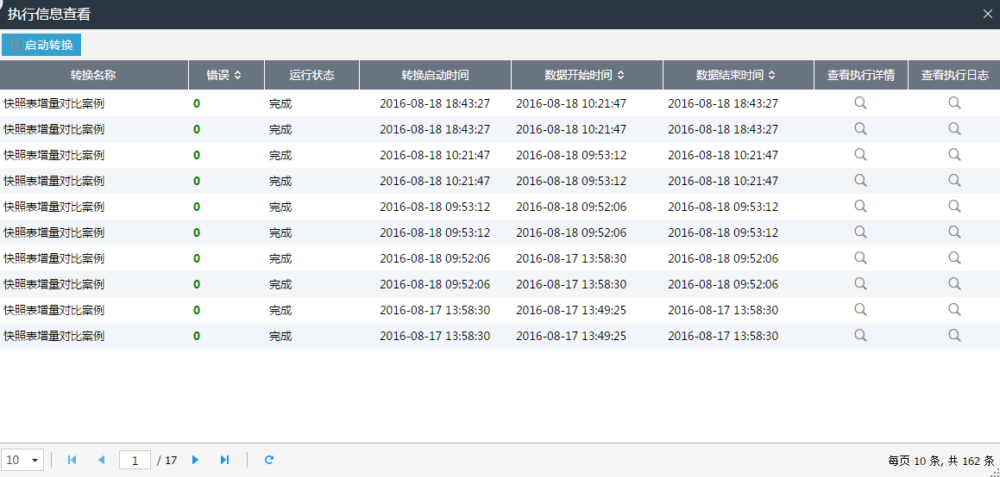 执行信息查看
启动转换
转换名称 错误 运行状态 转换启动时间 数据开始时间 数据结束时间 查看执行详情 查看执行日志
快照表增量对比案例 0 完成 2016-08-18 18:43:27 2016-08-18 10:21:47 2016-08-18 18:43:27
快照表增量对比案例 0 完成 2016-08-18 18:43:27 2016-08-18 10:21:47 2016-08-18 18:43:27
快照表增量对比案例 0 完成 2016-08-18 10:21:47 2016-08-18 09:53:12 2016-08-18 10:21:47
快照表增量对比案例 0 完成 2016-08-18 10:21:47 2016-08-18 09:53:12 2016-08-18 10:21:47
快照表增量对比案例 0 完成 2016-08-18 09:53:12 2016-08-18 09:52:06 2016-08-18 09:53:12
快照表增量对比案例 0 完成 2016-08-18 09:53:12 2016-08-18 09:52:06 2016-08-18 09:53:12
快照表增量对比案例 0 完成 2016-08-18 09:52:06 2016-08-17 13:58:30 2016-08-18 09:52:06
快照表增量对比案例 0 完成 2016-08-18 09:52:06 2016-08-17 13:58:30 2016-08-18 09:52:06
快照表增量对比案例 0 完成 2016-08-17 13:58:30 2016-08-17 13:49:25 2016-08-17 13:58:30
快照表增量对比案例 0 完成 2016-08-17 13:58:30 2016-08-17 13:49:25 2016-08-17 13:58:30
10 1 / 17 每页 10 条, 共 162 条